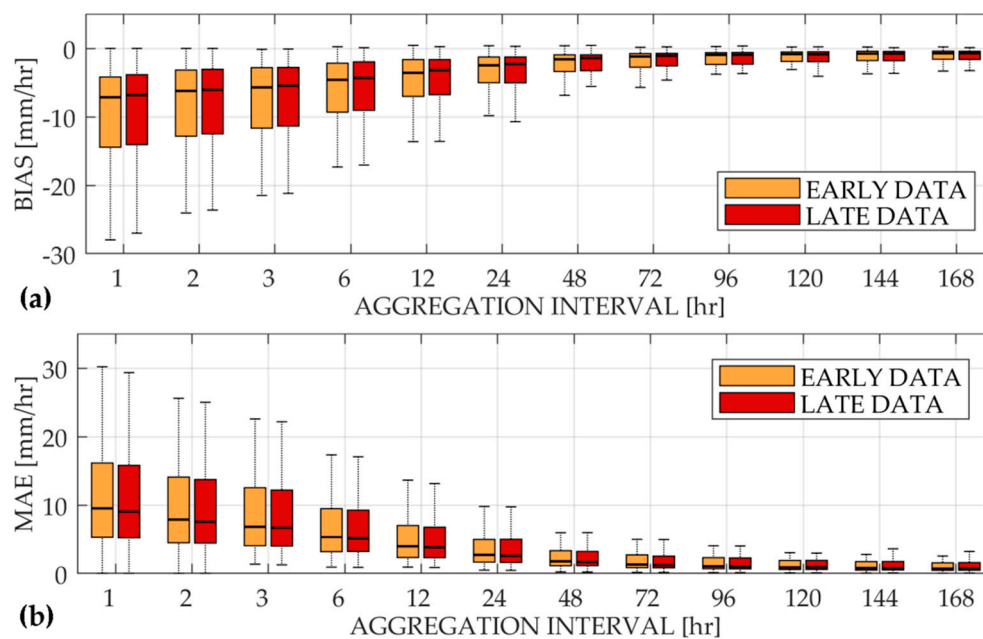 (a)
BIAS [mm/hr]
0
-10
-20
-30
EARLY DATA
LATE DATA
1 2 3 6 12 24 48 72 96 120 144 168
AGGREGATION INTERVAL [hr]
(b)
MAE [mm/hr]
30
20
10
0
EARLY DATA
LATE DATA
1 2 3 6 12 24 48 72 96 120 144 168
AGGREGATION INTERVAL [hr]